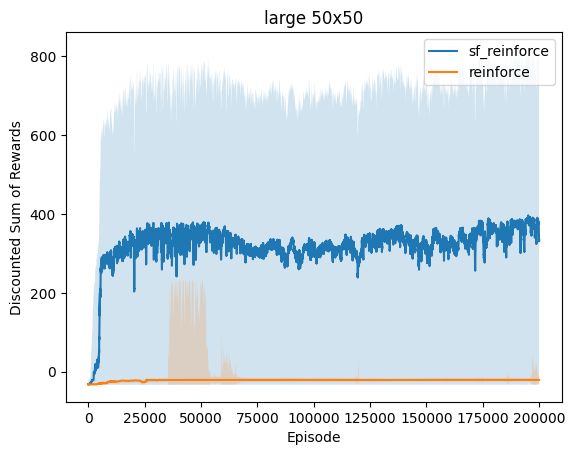 large 50x50
sf_reinforce
reinforce
Discounted Sum of Rewards
800
600
400
200
0
0 25000 50000 75000 100000 125000 150000 175000 200000
Episode